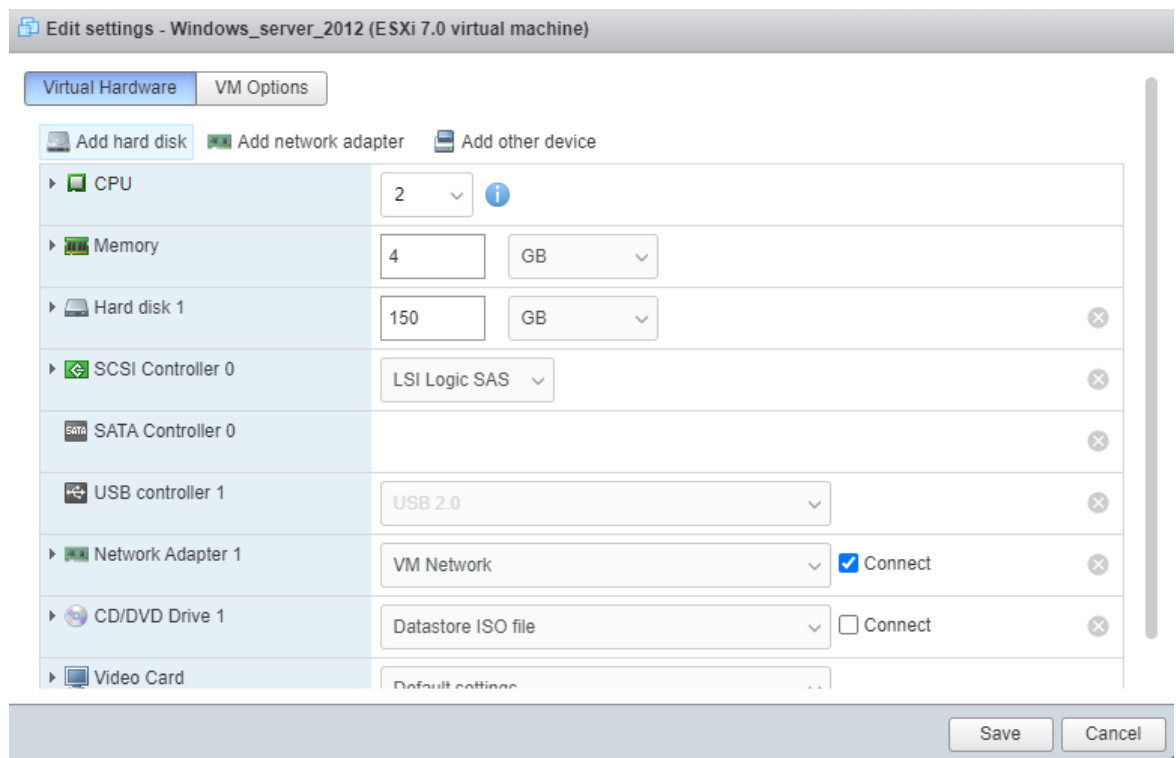 Edit settings - Windows_server_2012 (ESXi 7.0 virtual machine)
Virtual Hardware VM Options
Add hard disk Add network adapter Add other device
CPU 2
Memory 4 GB
Hard disk 1 150 GB
SCSI Controller 0 LSI Logic SAS
SATA SATA Controller 0
USB controller 1 USB 2.0
Network Adapter 1 VM Network Connect
CD/DVD Drive 1 Datastore ISO file Connect
Video Card Default settings
Save Cancel